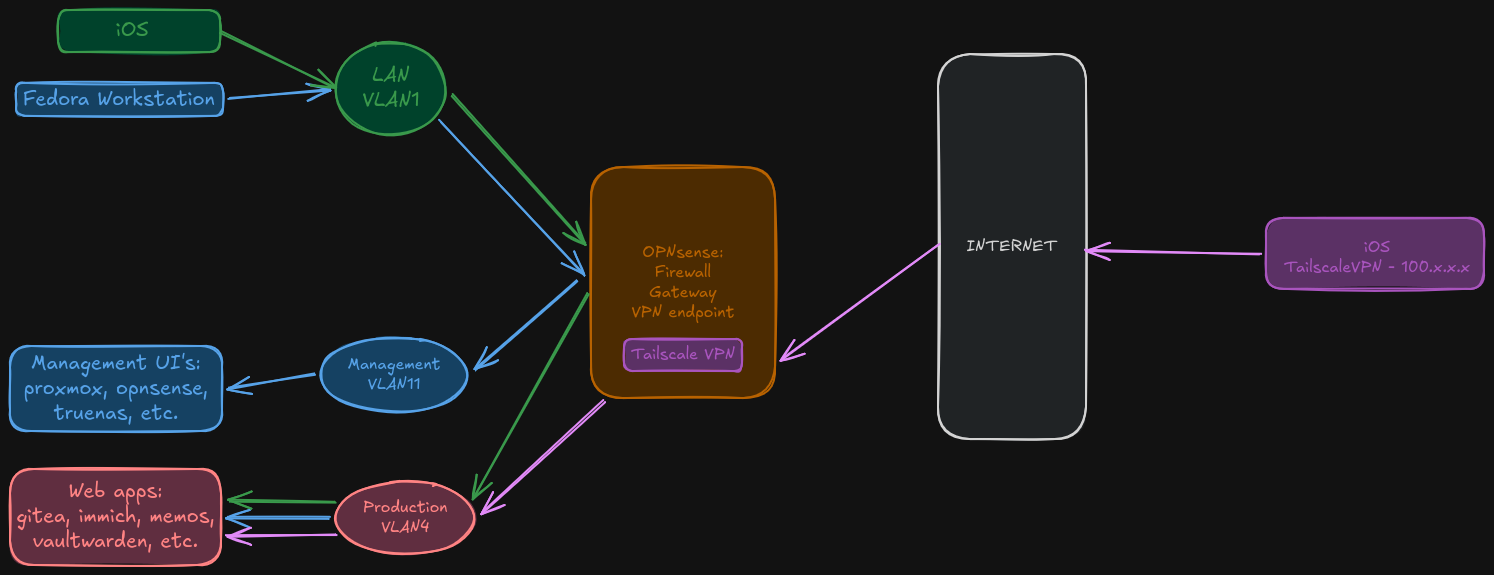 iOS
Fedora Workstation
LAN
VLAN1
OPNsense:
Firewall
Gateway
VPN endpoint
Tailscale VPN
INTERNET
iOS
TailscaleVPN - 100.x.x.x
Management UI's:
proxmox, opnsense,
truenas, etc.
Management
VLAN11
Web apps:
gitea, immich, memos,
vaultwarden, etc.
Production
VLAN4